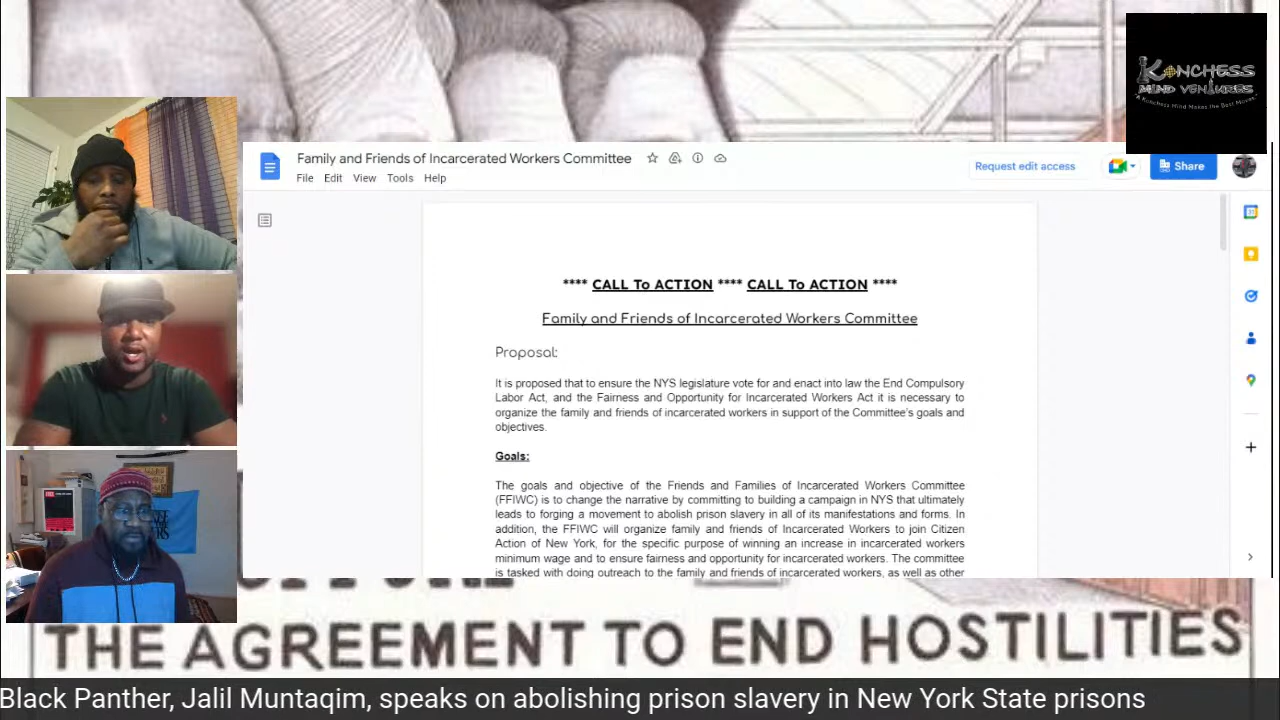 KONCHESS
MIND VENTURES
"A Konchess Mind Makes the Best Moves."
Family and Friends of Incarcerated Workers Committee
File Edit View Tools Help
Request edit access
Share
**** CALL To ACTION **** CALL To ACTION ****
Family and Friends of Incarcerated Workers Committee
Proposal:
It is proposed that to ensure the NYS legislature vote for and enact into law the End Compulsory
Labor Act, and the Fairness and Opportunity for Incarcerated Workers Act it is necessary to
organize the family and friends of incarcerated workers in support of the Committee's goals and
objectives.
Goals:
The goals and objective of the Friends and Families of Incarcerated Workers Committee
(FFIWC) is to change the narrative by committing to building a campaign in NYS that ultimately
leads to forging a movement to abolish prison slavery in all of its manifestations and forms. In
addition, the FFIWC will organize family and friends of Incarcerated Workers to join Citizen
Action of New York, for the specific purpose of winning an increase in incarcerated workers
minimum wage and to ensure fairness and opportunity for incarcerated workers. The committee
is tasked with doing outreach to the family and friends of incarcerated workers, as well as other
THE AGREEMENT TO END HOSTILITIES
Black Panther, Jalil Muntaqim, speaks on abolishing prison slavery in New York State prisons